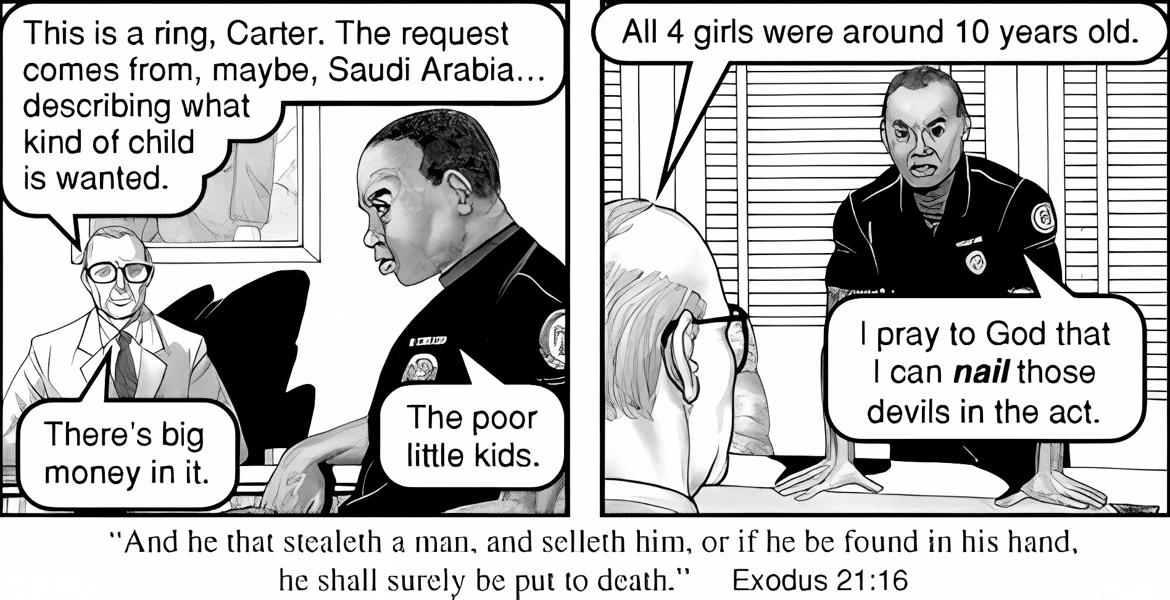 This is a ring, Carter. The request
comes from, maybe, Saudi Arabia...
describing what
kind of child
is wanted.
There's big
money in it.
The poor
little kids.
All 4 girls were around 10 years old.
I pray to God that
I can nail those
devils in the act.
"And he that stealeth a man, and selleth him, or if he be found in his hand,
he shall surely be put to death." Exodus 21:16